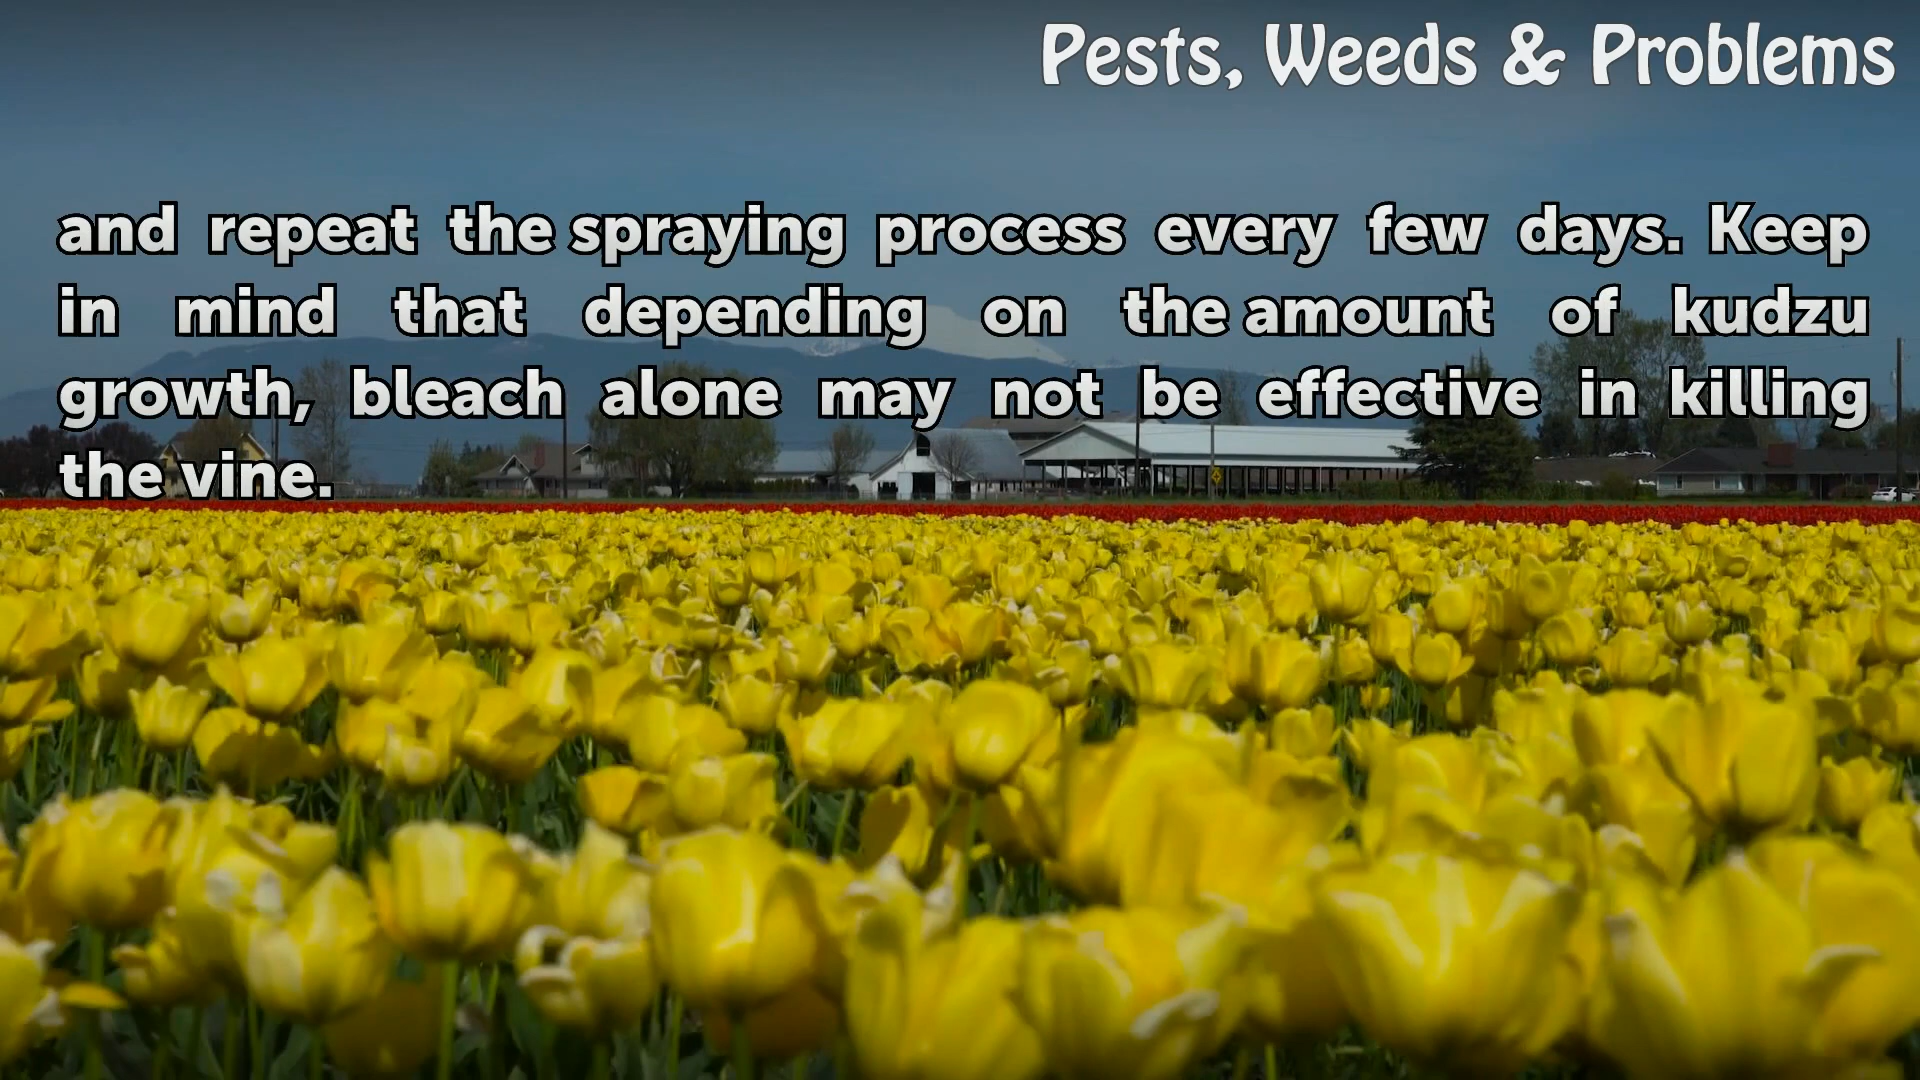 Pests, Weeds & Problems
and repeat the spraying process every few days. Keep
in mind that depending on the amount of kudzu
growth, bleach alone may not be effective in killing
the vine.